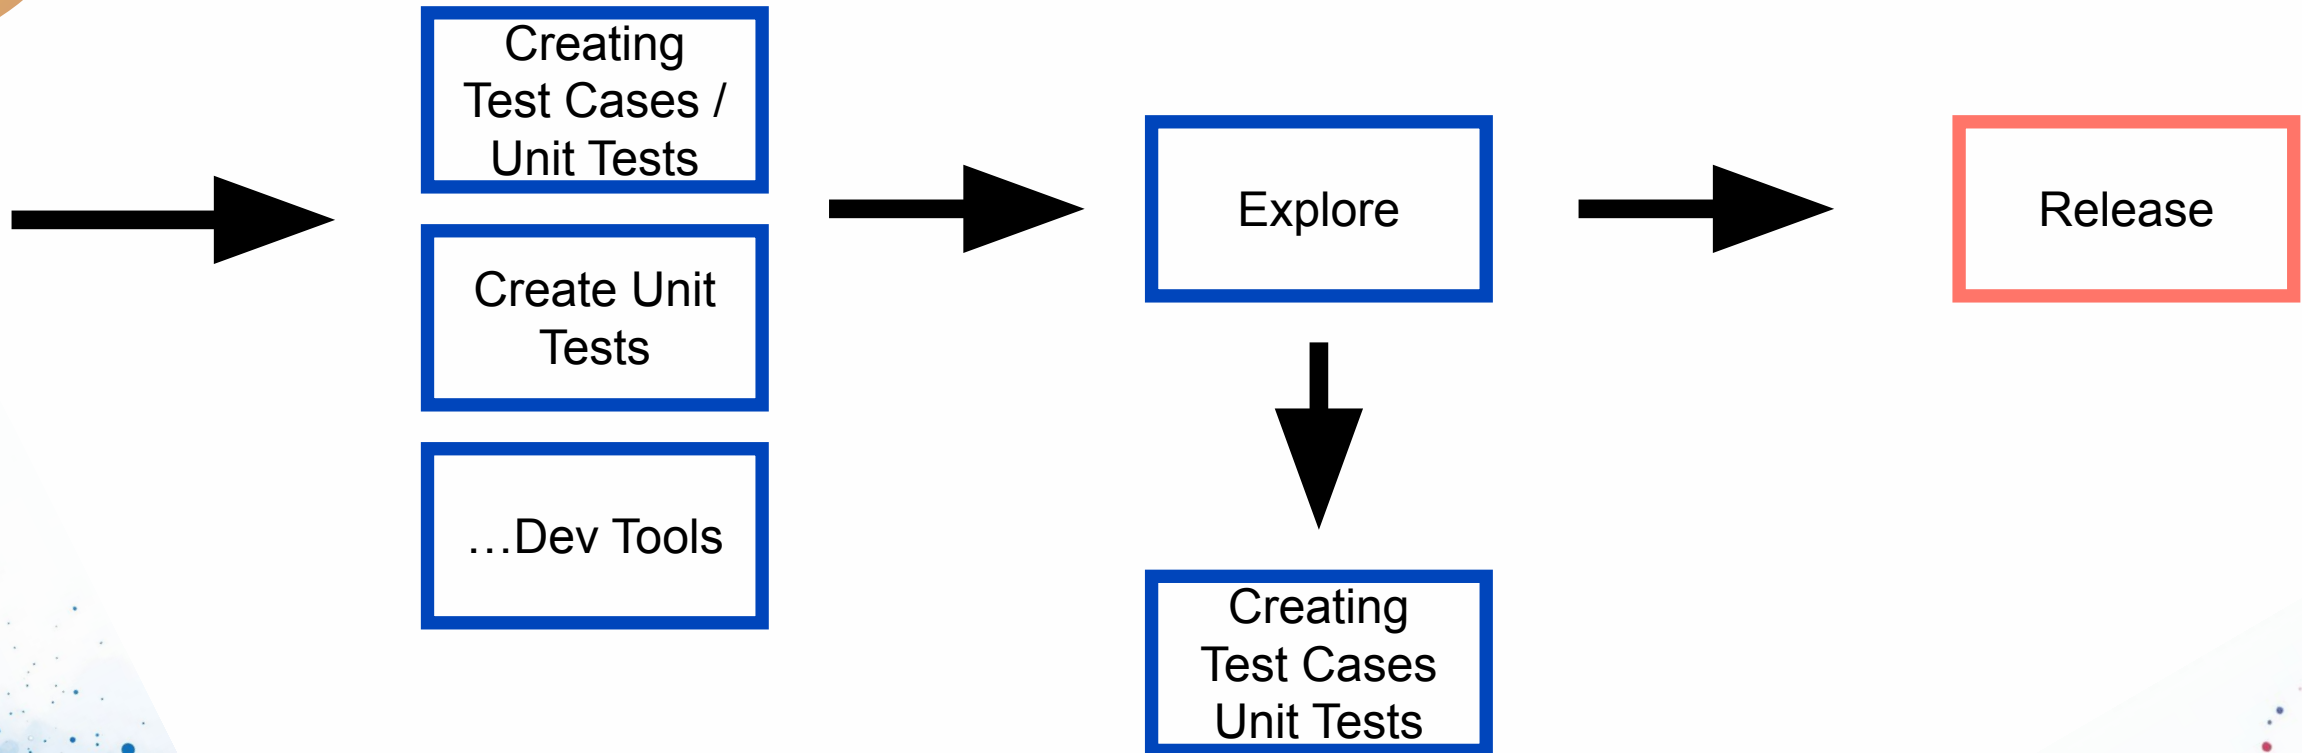 Creating
Test Cases /
Unit Tests
Create Unit
Tests
…Dev Tools
Explore
Creating
Test Cases
Unit Tests
Release